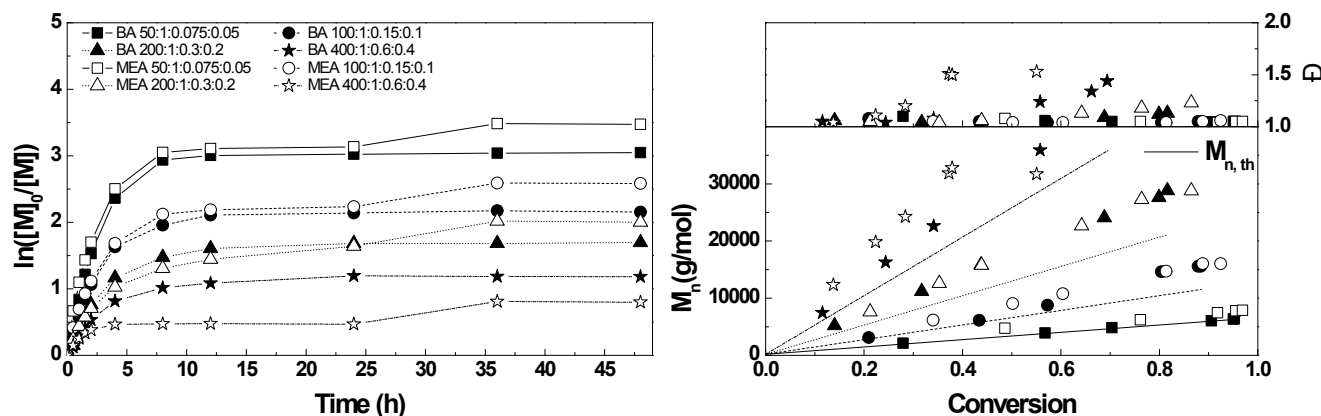 5
4
3
2
1
0
ln([M]₀/[M])
BA 50:1:0.075:0.05
BA 100:1:0.15:0.1
BA 200:1:0.3:0.2
BA 400:1:0.6:0.4
MEA 50:1:0.075:0.05
MEA 100:1:0.15:0.1
MEA 200:1:0.3:0.2
MEA 400:1:0.6:0.4
0 5 10 15 20 25 30 35 40 45
Time (h)
2.0
1.5
1.0
Đ
30000
20000
10000
0
Mₙ(g/mol)
Mₙ, ₜₕ
0.0 0.2 0.4 0.6 0.8 1.0
Conversion